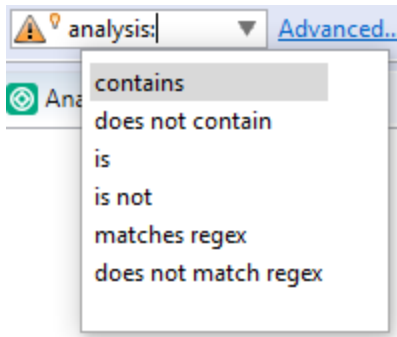 analysis: Advanced..
Ana
contains
does not contain
is
is not
matches regex
does not match regex